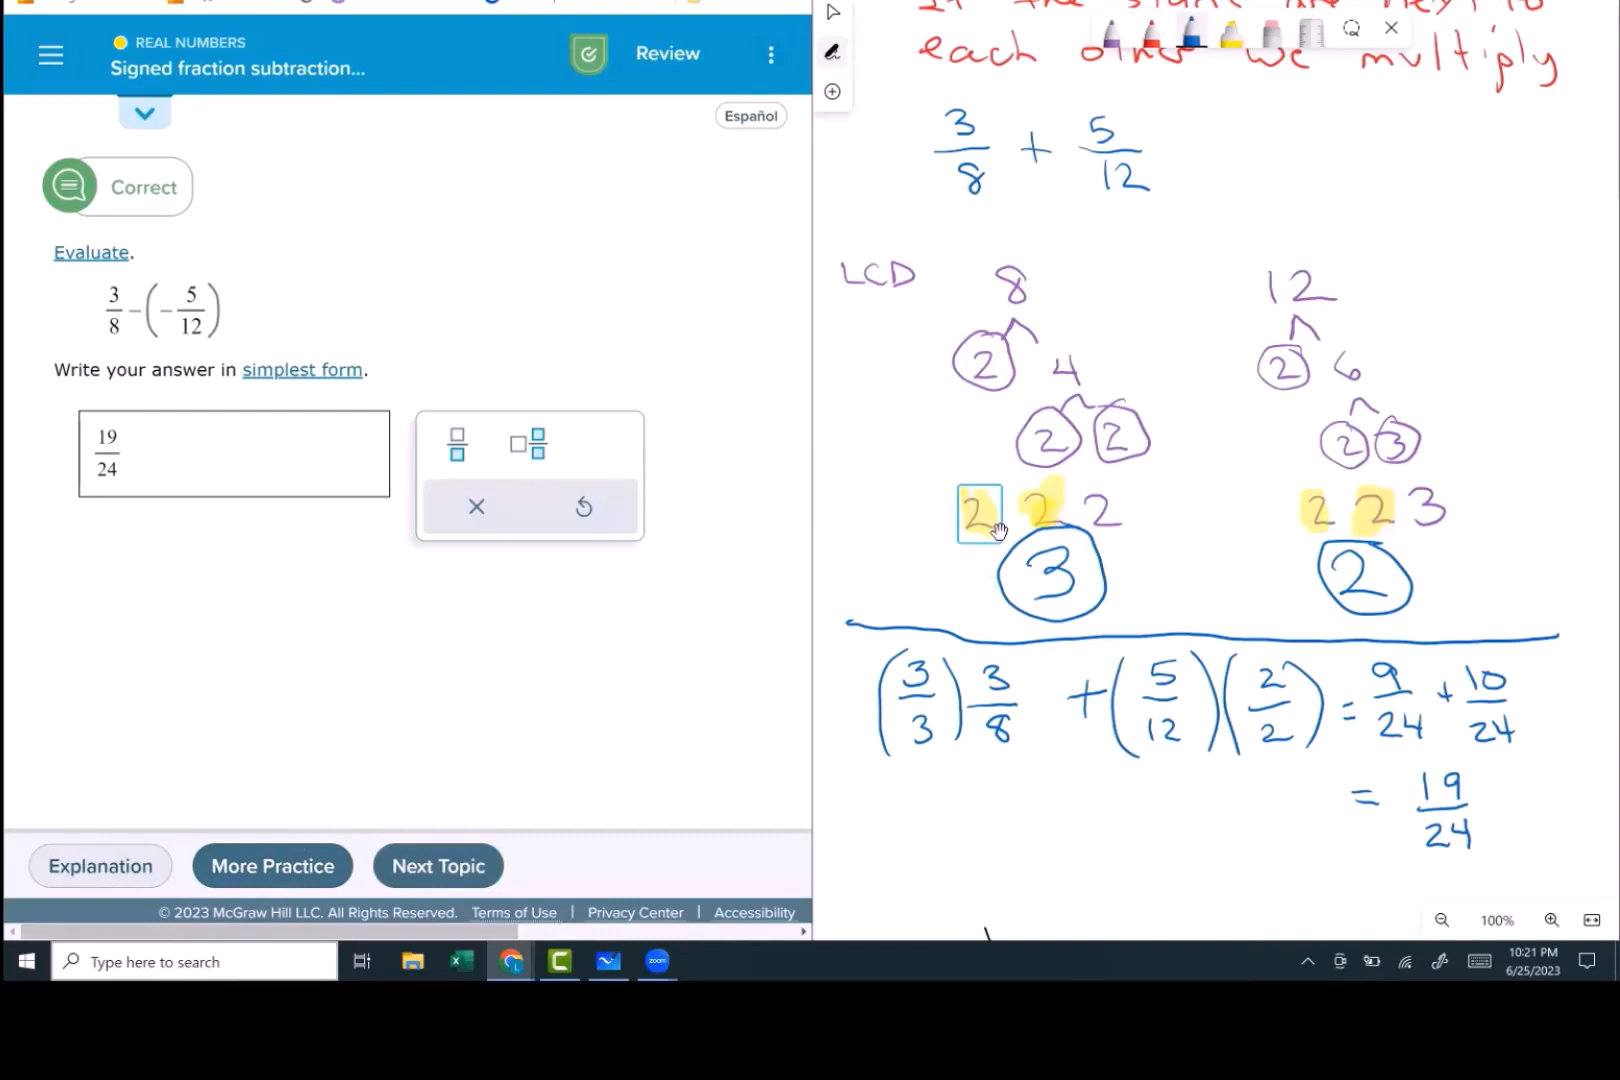 REAL NUMBERS
Signed fraction subtraction...
Review
Español
Correct
Evaluate.
3/8 - (- 5/12)
Write your answer in simplest form.
19/24
Explanation
More Practice
Next Topic
© 2023 McGraw Hill LLC. All Rights Reserved. Terms of Use | Privacy Center | Accessibility
each other we multiply
3/8 + 5/12
LCD 8 12
2 4 2 6
2 2 2 3
2 2 2 2 2 3
3 2
(3/3) 3/8 + (5/12)(2/2) = 9/24 + 10/24
= 19/24
100%
Type here to search
zoom
10:21 PM
6/25/2023